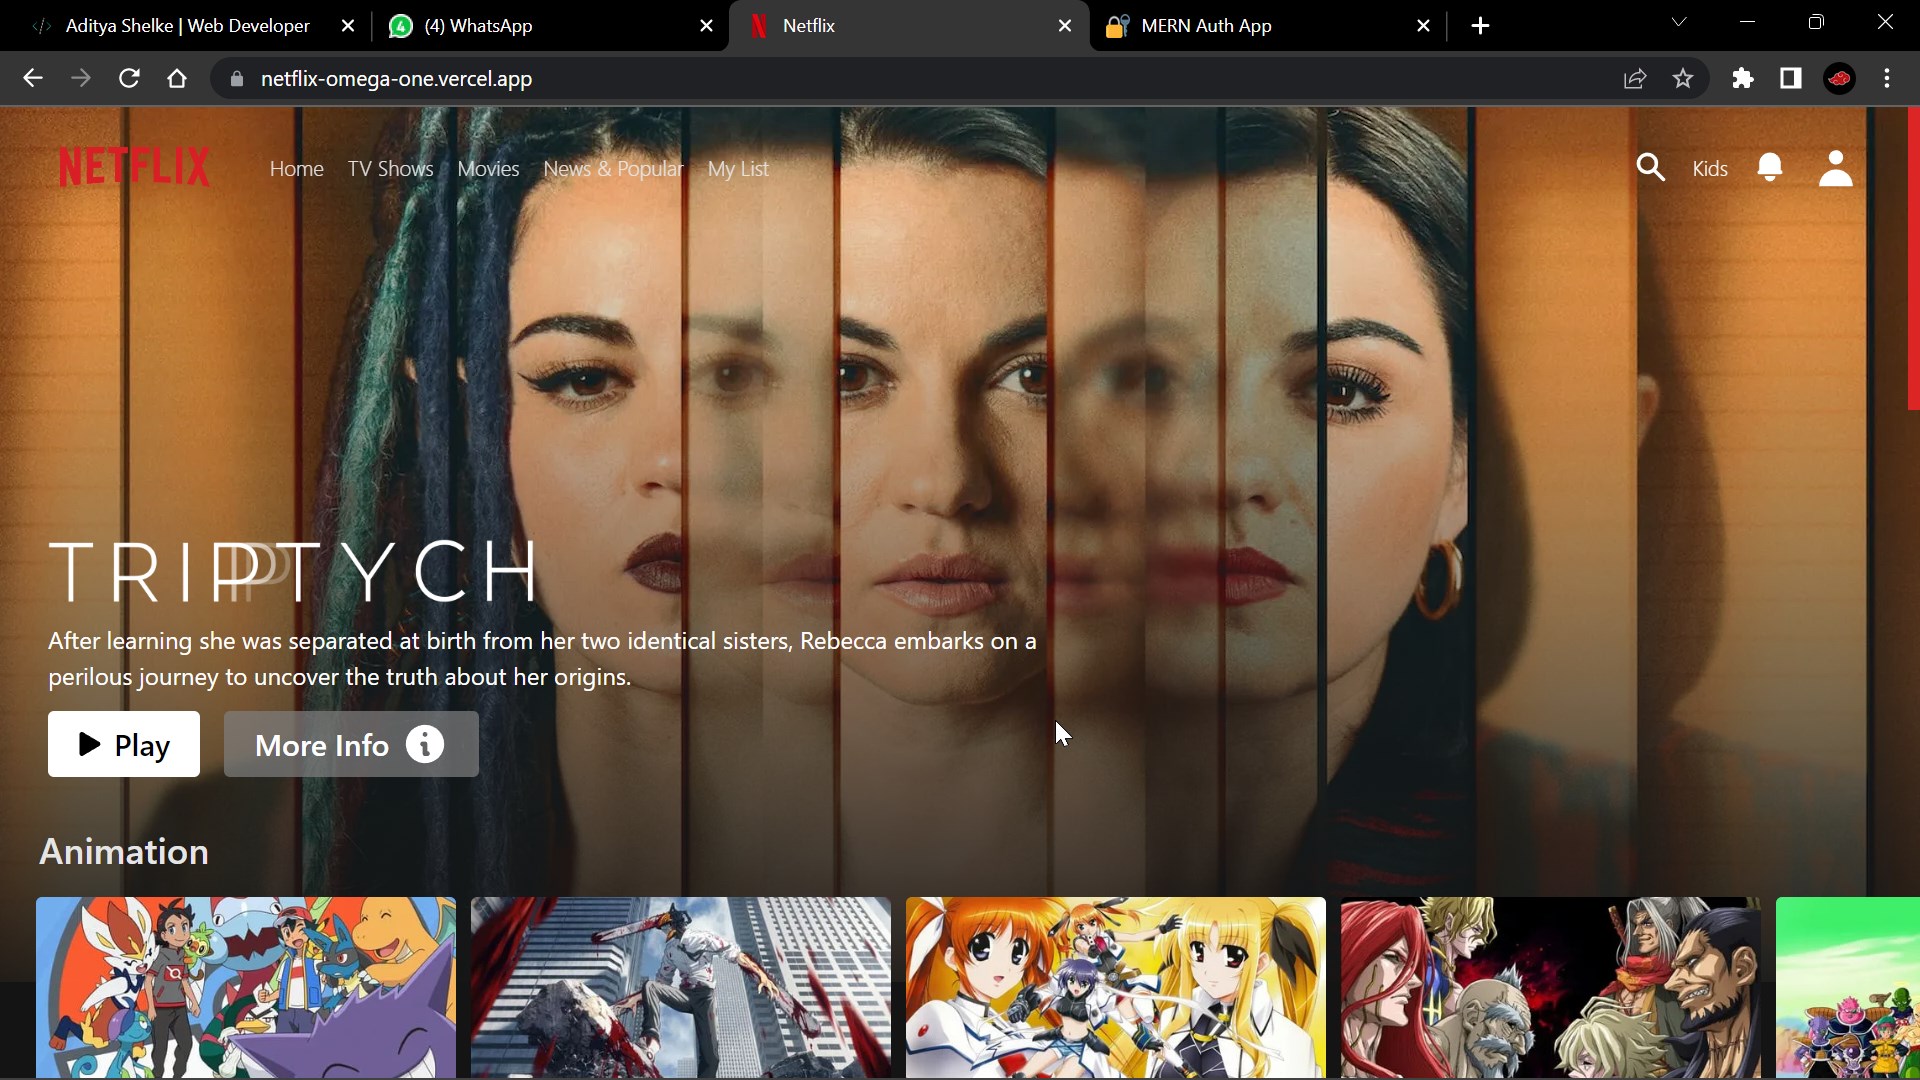 Aditya Shelke | Web Developer
(4) WhatsApp
Netflix
MERN Auth App
netflix-omega-one.vercel.app
NETFLIX
Home
TV Shows
Movies
News & Popular
My List
Kids
TRIPTYCH
After learning she was separated at birth from her two identical sisters, Rebecca embarks on a
perilous journey to uncover the truth about her origins.
Play
More Info
Animation